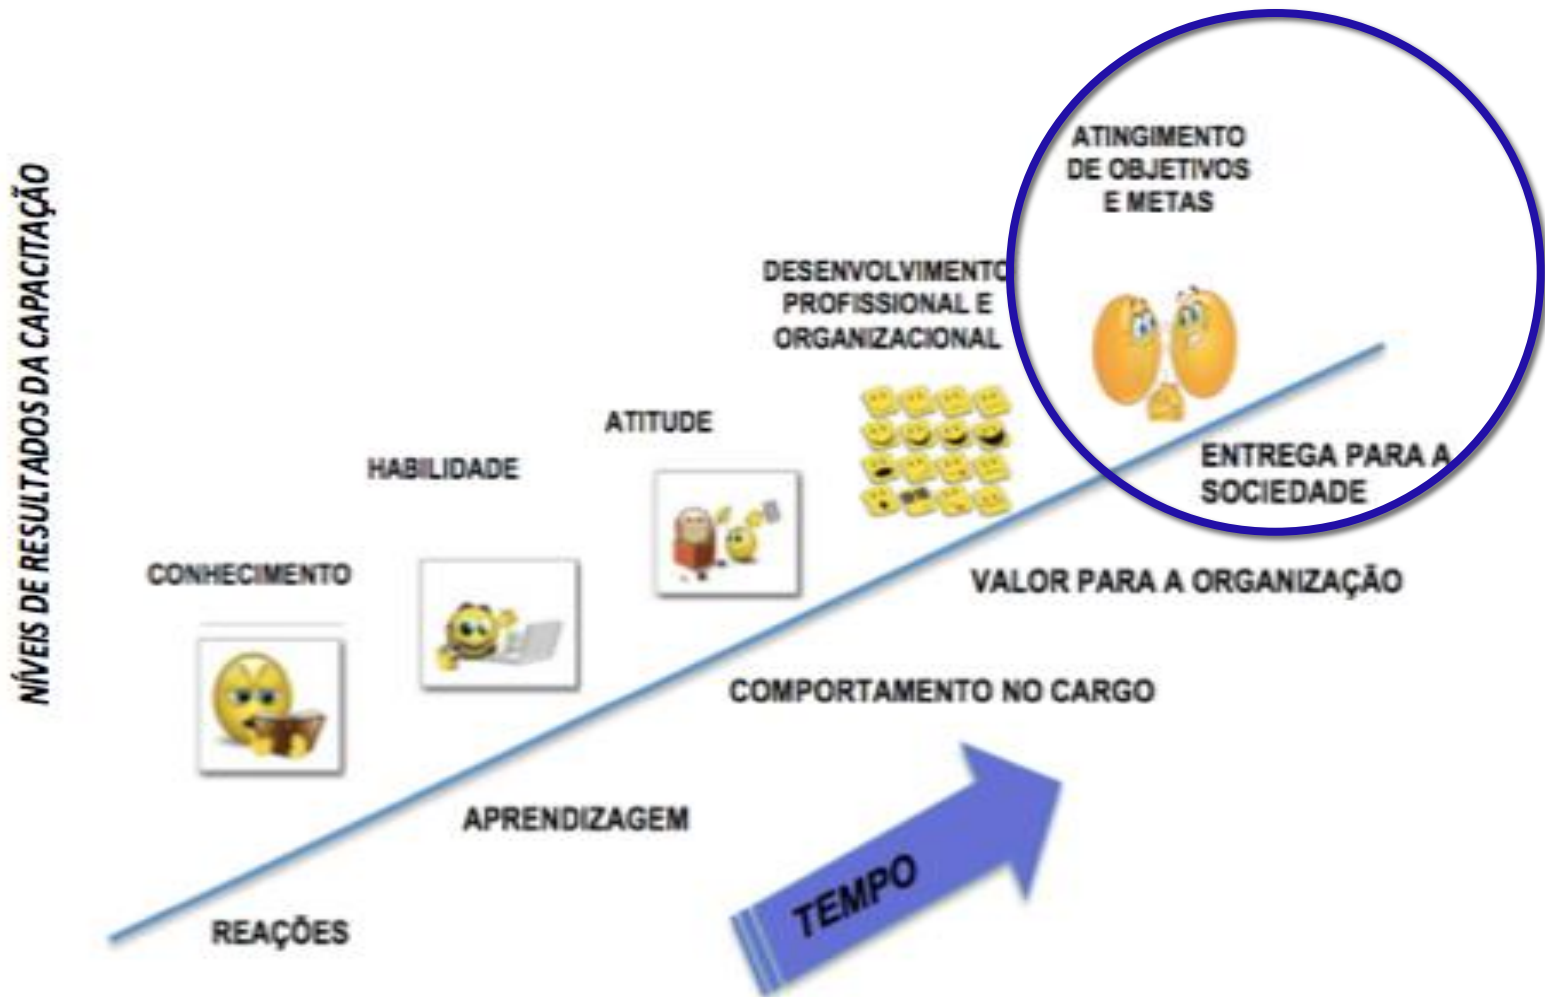 NÍVEIS DE RESULTADOS DA CAPACITAÇÃO
ATINGIMENTO
DE OBJETIVOS
E METAS
DESENVOLVIMENTO
PROFISSIONAL E
ORGANIZACIONAL
ATITUDE
HABILIDADE
CONHECIMENTO
ENTREGA PARA A
SOCIEDADE
VALOR PARA A ORGANIZAÇÃO
COMPORTAMENTO NO CARGO
APRENDIZAGEM
REAÇÕES
TEMPO